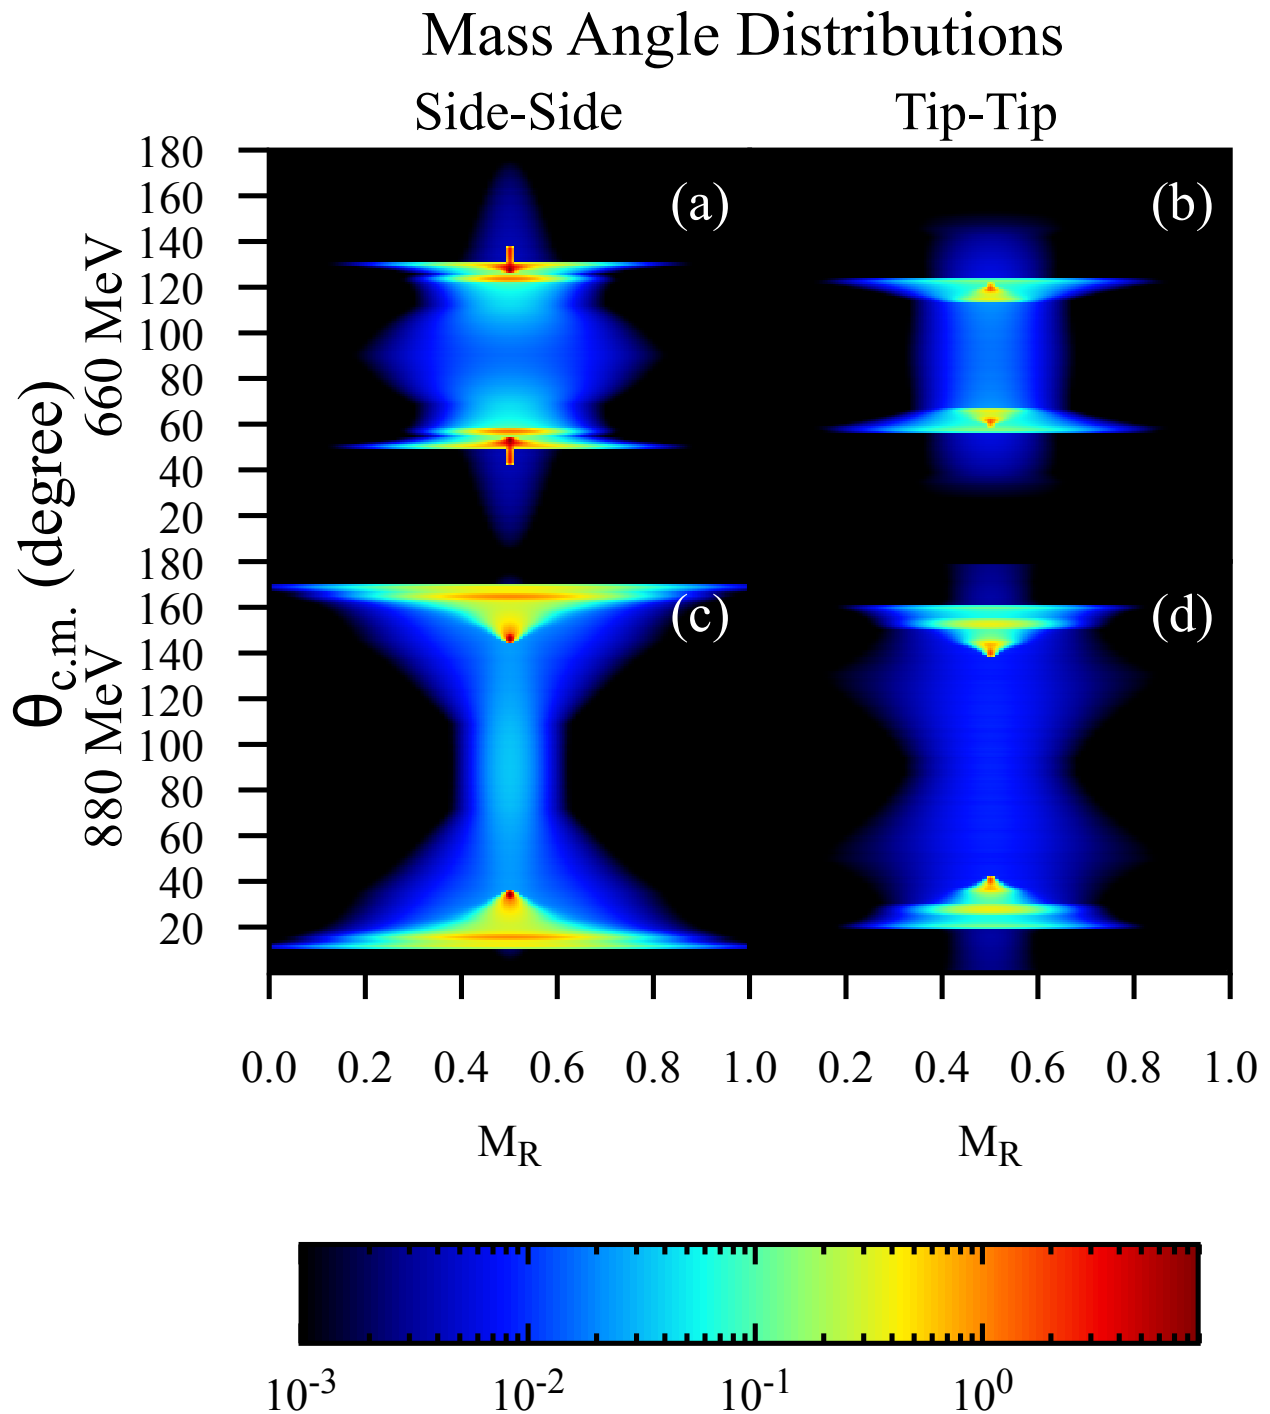 Mass Angle Distributions
Side-Side Tip-Tip
θc.m. (degree)
660 MeV
180
160
140
120
100
80
60
40
20
(a)
(b)
880 MeV
180
160
140
120
100
80
60
40
20
(c)
(d)
0.0 0.2 0.4 0.6 0.8 1.0 0.2 0.4 0.6 0.8 1.0
MR MR
10-3 10-2 10-1 100